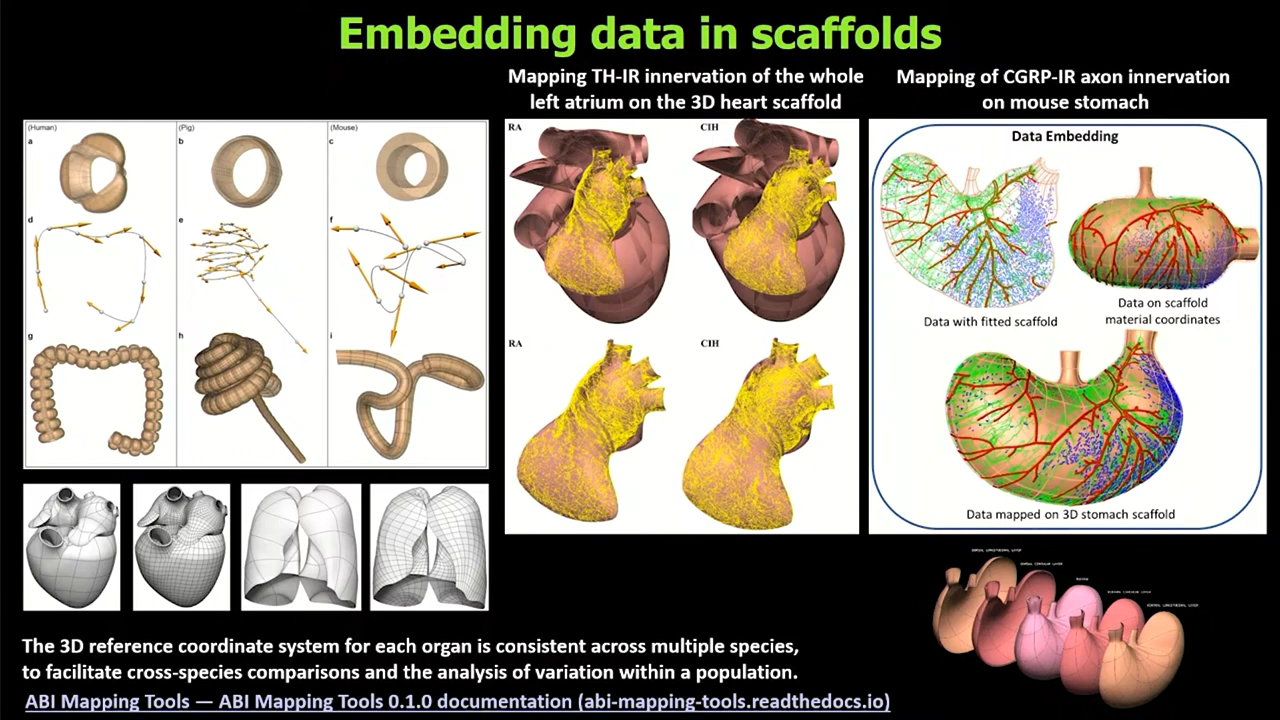 Embedding data in scaffolds
Mapping TH-IR innervation of the whole
left atrium on the 3D heart scaffold
Mapping of CGRP-IR axon innervation
on mouse stomach
(Human)
(Pig)
(Mouse)
a
b
c
d
e
f
g
h
i
RA
CIH
RA
CIH
Data Embedding
Data with fitted scaffold
Data on scaffold
material coordinates
Data mapped on 3D stomach scaffold
The 3D reference coordinate system for each organ is consistent across multiple species,
to facilitate cross-species comparisons and the analysis of variation within a population.
ABI Mapping Tools — ABI Mapping Tools 0.1.0 documentation (abi-mapping-tools.readthedocs.io)